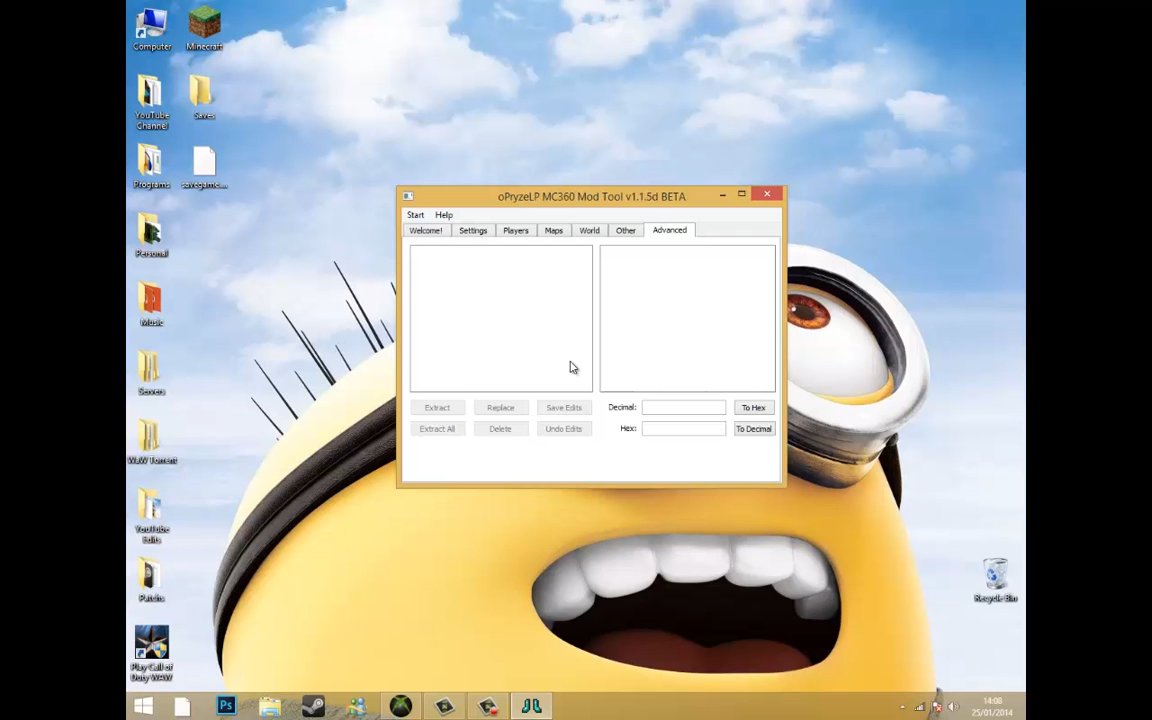 Computer
Minecraft
YouTube
Channel
Saves
Programs
savegame....
Personal
Music
Servers
WaW Torrent
YouTube
Edits
Patchs
Play Call of
Duty WAW
Recycle Bin
oPryzeLP MC360 Mod Tool v1.1.5d BETA
Start Help
Welcome! Settings Players Maps World Other Advanced
Extract Replace Save Edits Decimal: To Hex
Extract All Delete Undo Edits Hex: To Decimal
Ps
14:08
25/01/2014